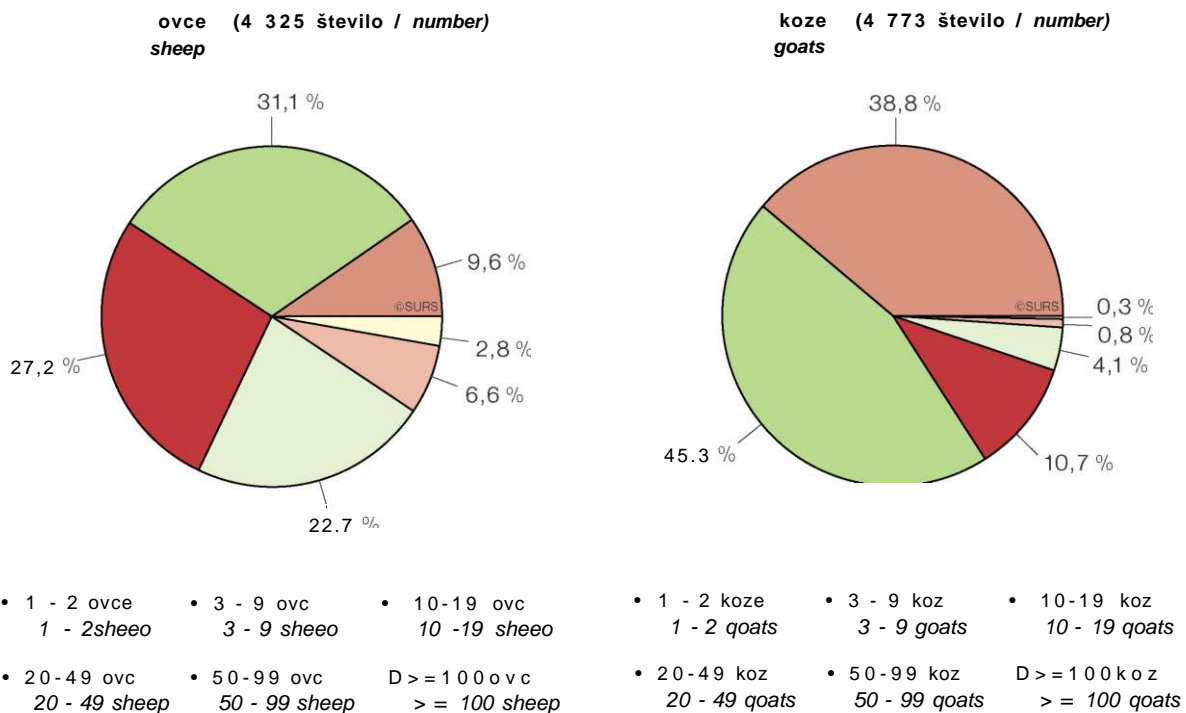 ovce (4 325 število / number)
sheep
koze (4 773 število / number)
goats
31,1 %
9,6 %
©SURS
2,8 %
6,6 %
22.7 %
27,2 %
38,8 %
©SURS
0,3 %
0,8 %
4,1 %
10,7 %
45.3 %
• 1 - 2 ovce
1 - 2sheeo
• 3 - 9 ovc
3 - 9 sheeo
• 10-19 ovc
10 -19 sheeo
• 20-49 ovc
20 - 49 sheep
• 50-99 ovc
50 - 99 sheep
D>=100ovc
>= 100 sheep
• 1 - 2 koze
1 - 2 qoats
• 3 - 9 koz
3 - 9 goats
• 10-19 koz
10 - 19 qoats
• 20-49 koz
20 - 49 qoats
• 50-99 koz
50 - 99 qoats
D>=100koz
>= 100 qoats